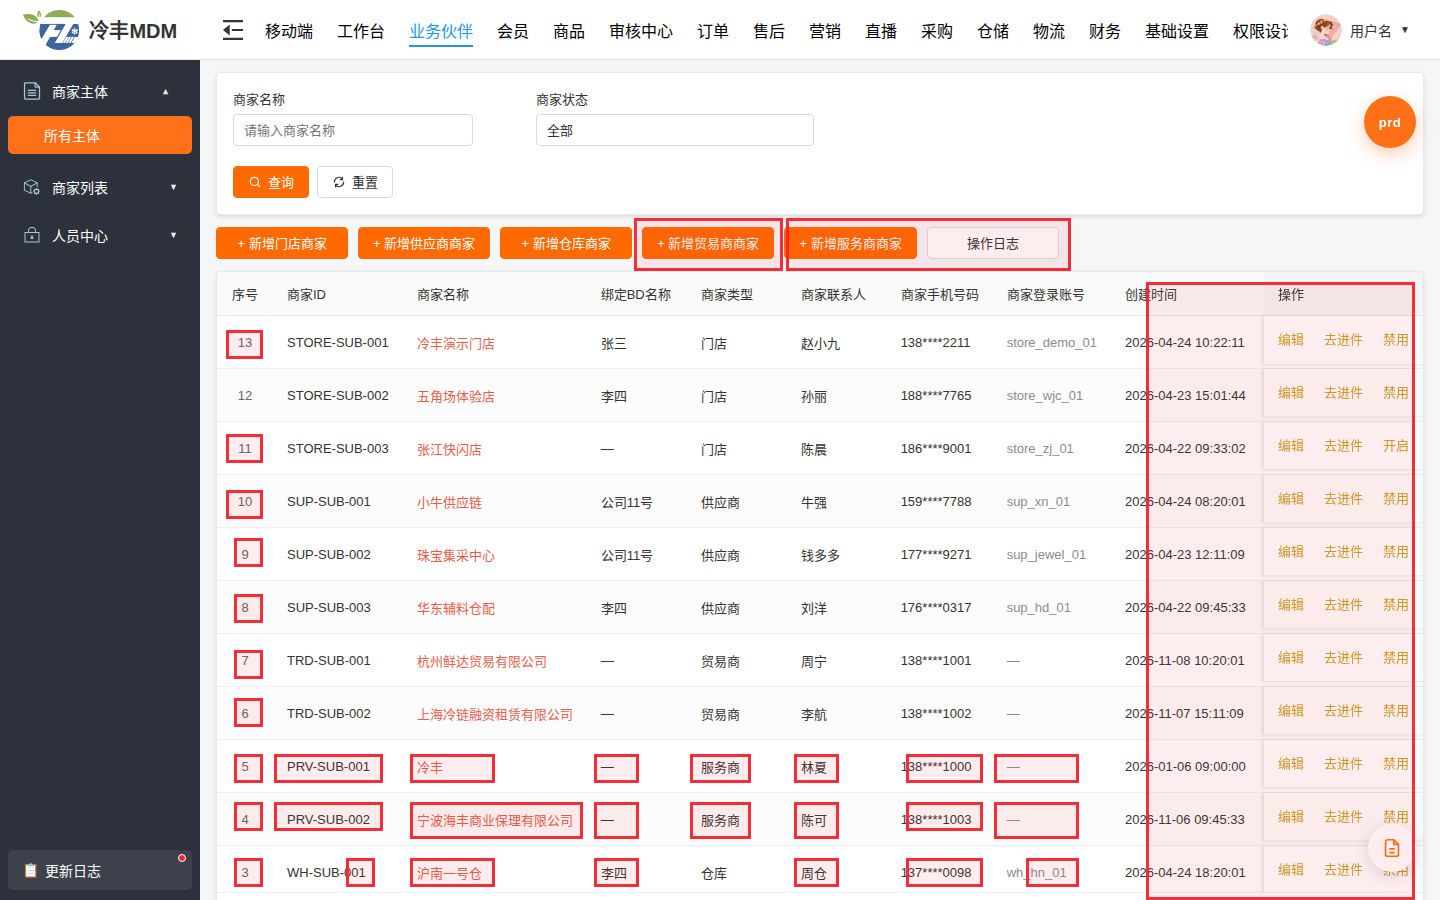 冷丰MDM 移动端 工作台 业务伙伴 会员 商品 审核中心 订单 售后 营销 直播 采购 仓储 物流 财务 基础设置 权限设 用户名
商家主体
所有主体
商家列表
人员中心
更新日志
商家名称 商家状态
请输入商家名称 全部
prd
查询 重置
+ 新增门店商家 + 新增供应商商家 + 新增仓库商家 + 新增贸易商商家 + 新增服务商商家 操作日志
序号 商家ID 商家名称 绑定BD名称 商家类型 商家联系人 商家手机号码 商家登录账号 创建时间 操作
13 STORE-SUB-001 冷丰演示门店 张三 门店 赵小九 138****2211 store_demo_01 2026-04-24 10:22:11 编辑 去进件 禁用
12 STORE-SUB-002 五角场体验店 李四 门店 孙丽 188****7765 store_wjc_01 2026-04-23 15:01:44 编辑 去进件 禁用
11 STORE-SUB-003 张江快闪店 — 门店 陈晨 186****9001 store_zj_01 2026-04-22 09:33:02 编辑 去进件 开启
10 SUP-SUB-001 小牛供应链 公司11号 供应商 牛强 159****7788 sup_xn_01 2026-04-24 08:20:01 编辑 去进件 禁用
9 SUP-SUB-002 珠宝集采中心 公司11号 供应商 钱多多 177****9271 sup_jewel_01 2026-04-23 12:11:09 编辑 去进件 禁用
8 SUP-SUB-003 华东辅料仓配 李四 供应商 刘洋 176****0317 sup_hd_01 2026-04-22 09:45:33 编辑 去进件 禁用
7 TRD-SUB-001 杭州鲜达贸易有限公司 — 贸易商 周宁 138****1001 — 2026-11-08 10:20:01 编辑 去进件 禁用
6 TRD-SUB-002 上海冷链融资租赁有限公司 — 贸易商 李航 138****1002 — 2026-11-07 15:11:09 编辑 去进件 禁用
5 PRV-SUB-001 冷丰 — 服务商 林夏 138****1000 — 2026-01-06 09:00:00 编辑 去进件 禁用
4 PRV-SUB-002 宁波海丰商业保理有限公司 — 服务商 陈可 138****1003 — 2026-11-06 09:45:33 编辑 去进件 禁用
3 WH-SUB-001 沪南一号仓 李四 仓库 周仓 137****0098 wh_hn_01 2026-04-24 18:20:01 编辑 去进件 禁用